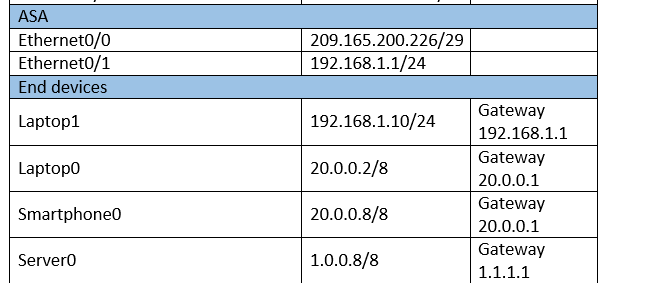 ASA
Ethernet0/0 209.165.200.226/29
Ethernet0/1 192.168.1.1/24
End devices
Laptop1 192.168.1.10/24 Gateway
192.168.1.1
Laptop0 20.0.0.2/8 Gateway
20.0.0.1
Smartphone0 20.0.0.8/8 Gateway
20.0.0.1
Server0 1.0.0.8/8 Gateway
1.1.1.1